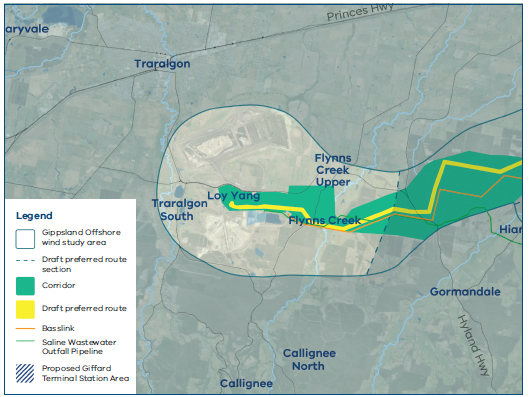 Princes Hwy
aryvale
Traralgon
Flynns
Creek
Upper
Loy Yang
Traralgon
South
Flynns Creek
Hiar
Gormandale
Hyland Hwy
Callignee
North
Callignee
Legend
Gippsland Offshore
wind study area
Draft preferred route
section
Corridor
Draft preferred route
Basslink
Saline Wastewater
Outfall Pipeline
Proposed Giffard
Terminal Station Area